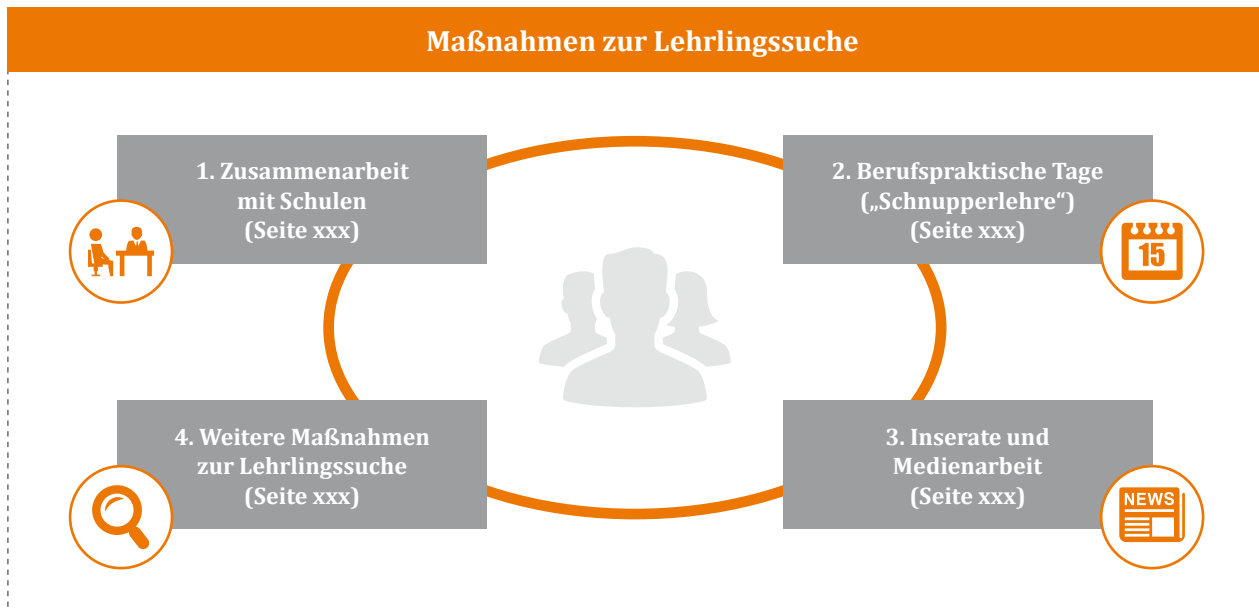 Maßnahmen zur Lehrlingssuche
1. Zusammenarbeit
mit Schulen
(Seite xxx)
2. Berufspraktische Tage
(„Schnupperlehre“)
(Seite xxx)
15
4. Weitere Maßnahmen
zur Lehrlingssuche
(Seite xxx)
3. Inserate und
Medienarbeit
(Seite xxx)
NEWS